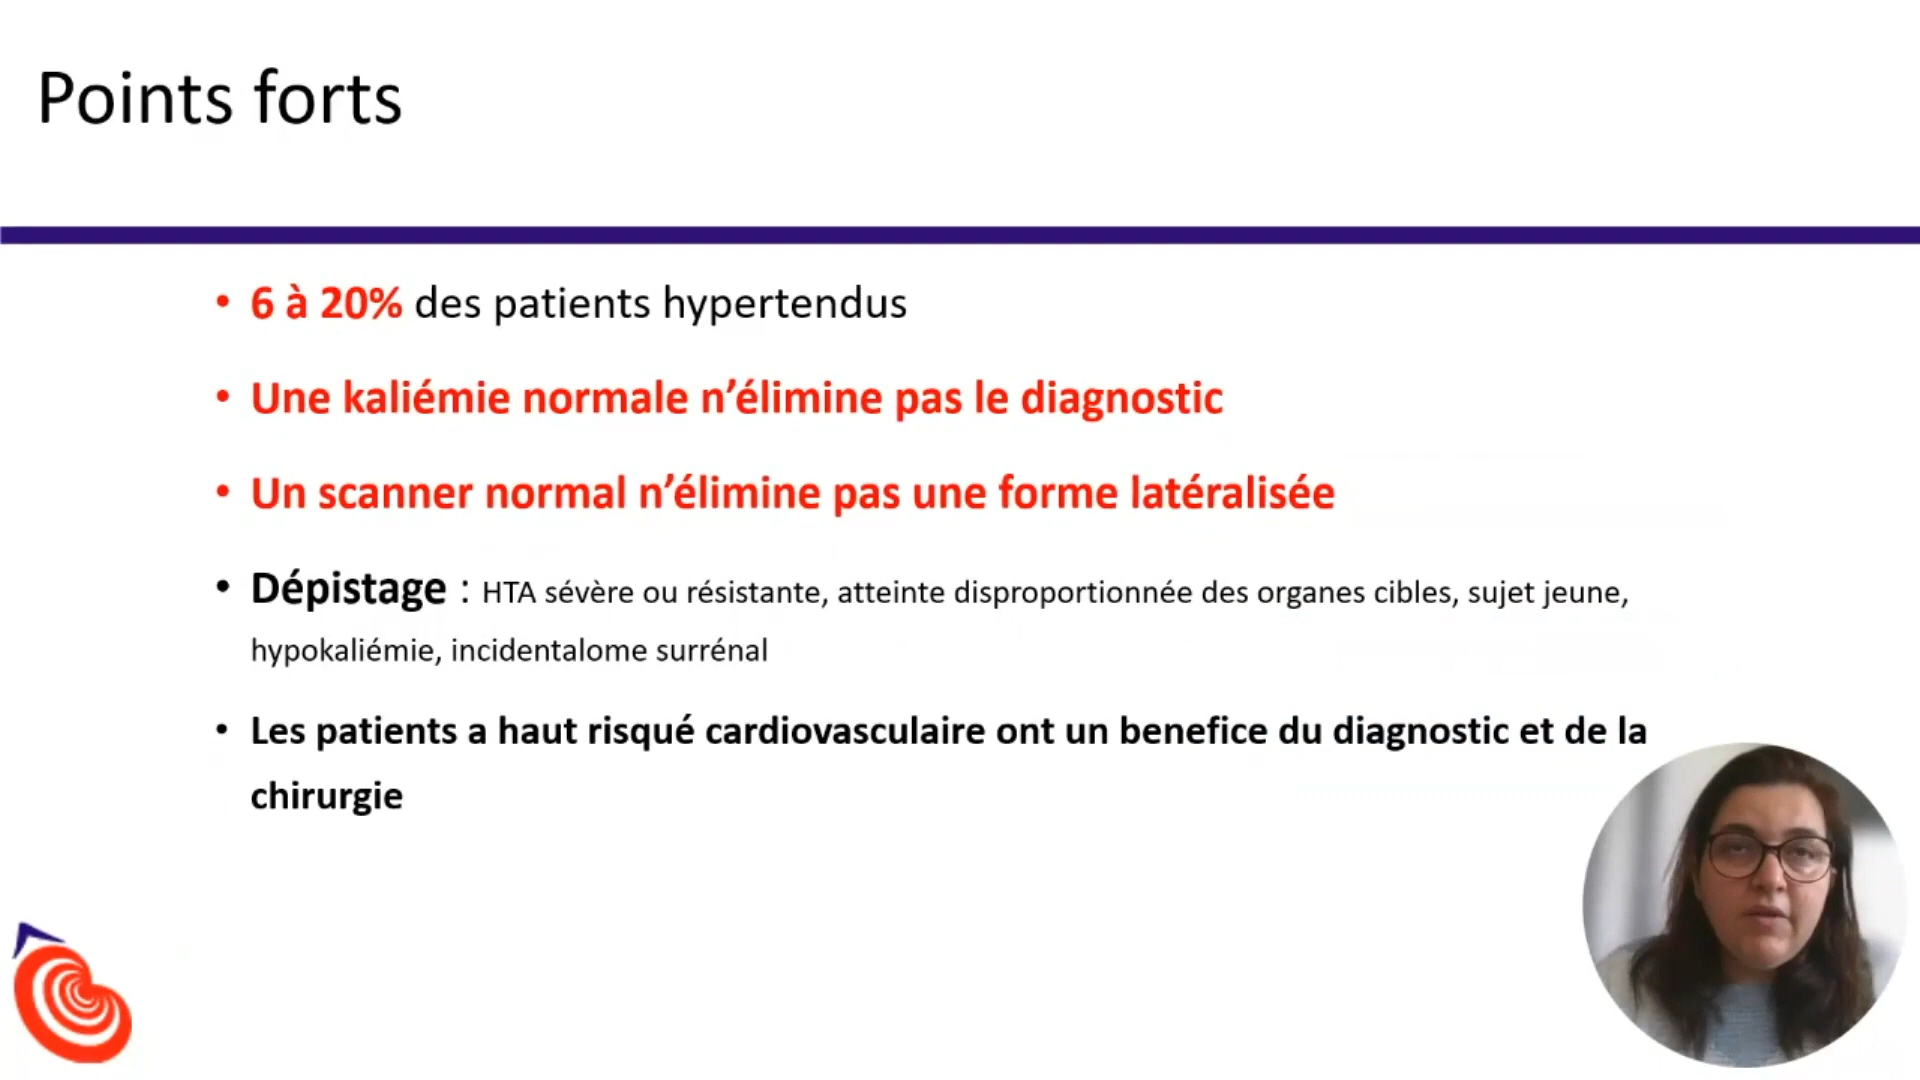 Points forts
• 6 à 20% des patients hypertendus
• Une kaliémie normale n’élimine pas le diagnostic
• Un scanner normal n’élimine pas une forme latéralisée
• Dépistage : HTA sévère ou résistante, atteinte disproportionnée des organes cibles, sujet jeune,
hypokaliémie, incidentalome surrénal
• Les patients a haut risqué cardiovasculaire ont un benefice du diagnostic et de la
chirurgie